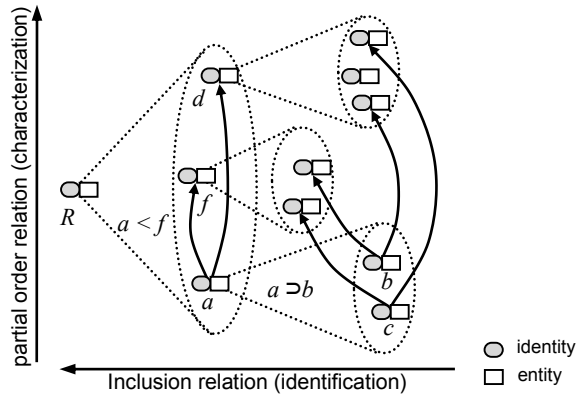 partial order relation (characterization)
d
f
R
a < f
a
a ⊃ b
b
c
Inclusion relation (identification)
identity
entity